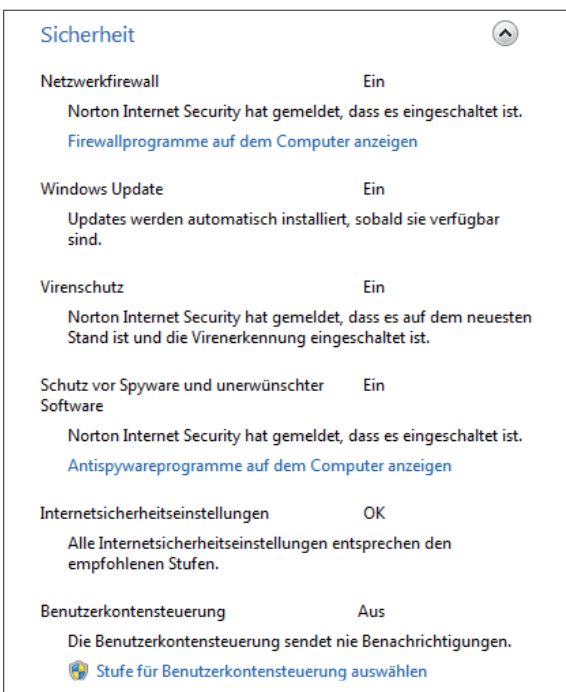 Sicherheit
Netzwerkfirewall Ein
Norton Internet Security hat gemeldet, dass es eingeschaltet ist.
Firewallprogramme auf dem Computer anzeigen
Windows Update Ein
Updates werden automatisch installiert, sobald sie verfügbar
sind.
Virenschutz Ein
Norton Internet Security hat gemeldet, dass es auf dem neuesten
Stand ist und die Virenerkennung eingeschaltet ist.
Schutz vor Spyware und unerwünschter Ein
Software
Norton Internet Security hat gemeldet, dass es eingeschaltet ist.
Antispywareprogramme auf dem Computer anzeigen
Internetsicherheitseinstellungen OK
Alle Internetsicherheitseinstellungen entsprechen den
empfohlenen Stufen.
Benutzerkontensteuerung Aus
Die Benutzerkontensteuerung sendet nie Benachrichtigungen.
Stufe für Benutzerkontensteuerung auswählen